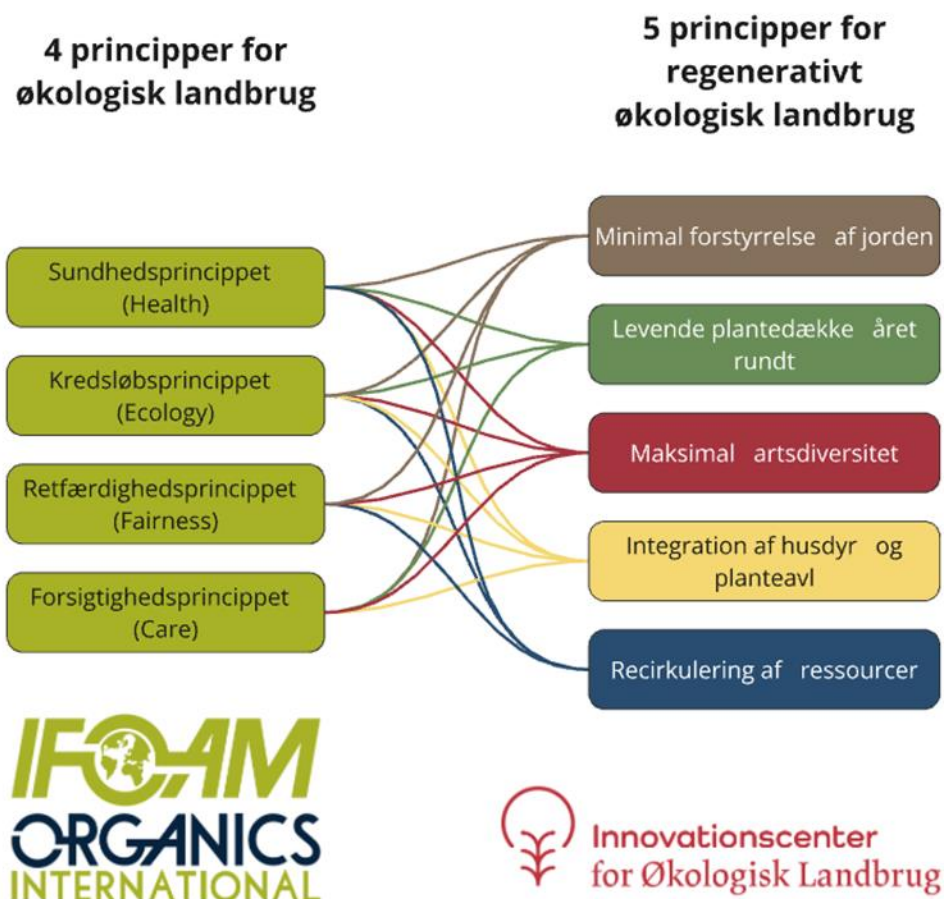 4 principper for
økologisk landbrug
5 principper for
regenerativt
økologisk landbrug
Sundhedsprincippet
(Health)
Kredsløbsprincippet
(Ecology)
Retfærdighedsprincippet
(Fairness)
Forsigtighedsprincippet
(Care)
Minimal forstyrrelse af jorden
Levende plantedække året
rundt
Maksimal artsdiversitet
Integration af husdyr og
planteavl
Recirkulering af ressourcer
IFOAM
ORGANICS
INTERNATIONAL
Innovationscenter
for Økologisk Landbrug